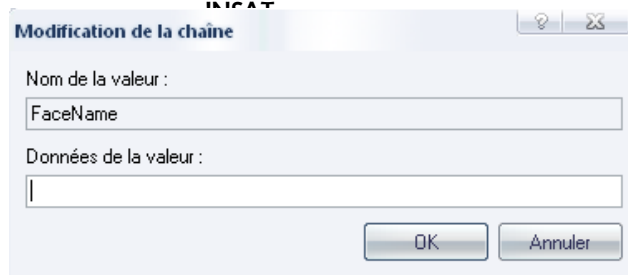 INSAT
Modification de la chaîne
Nom de la valeur :
FaceName
Données de la valeur :
OK
Annuler